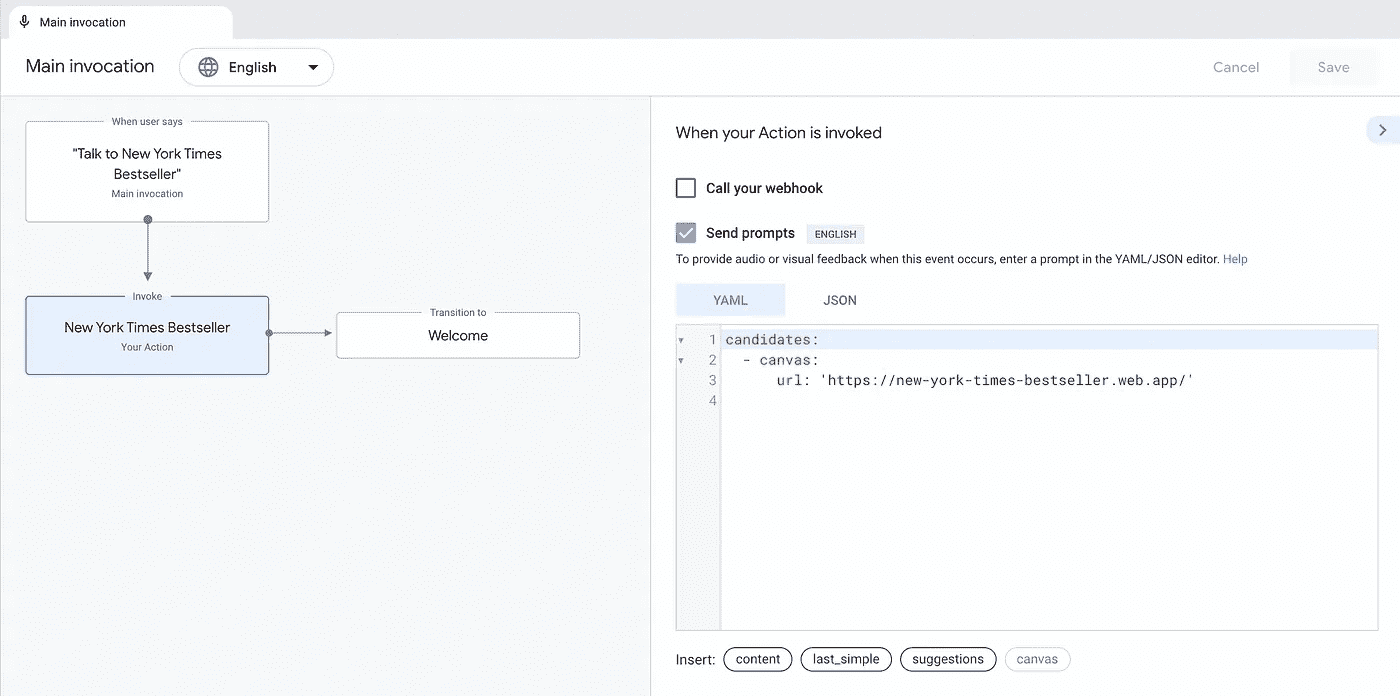 Main invocation
Main invocation
English
Cancel
Save
When user says
"Talk to New York Times
Bestseller"
Main invocation
Invoke
New York Times Bestseller
Your Action
Transition to
Welcome
When your Action is invoked
Call your webhook
Send prompts
ENGLISH
To provide audio or visual feedback when this event occurs, enter a prompt in the YAML/JSON editor. Help
YAML
JSON
1 candidates:
2 - canvas:
3 url: 'https://new-york-times-bestseller.web.app/'
4
Insert:
content
last_simple
suggestions
canvas